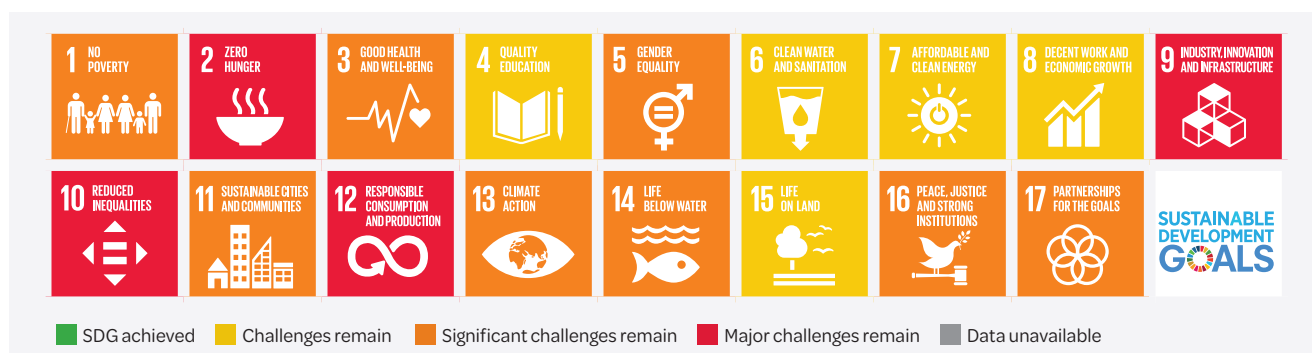 1 NO
POVERTY
2 ZERO
HUNGER
3 GOOD HEALTH
AND WELL-BEING
4 QUALITY
EDUCATION
5 GENDER
EQUALITY
6 CLEAN WATER
AND SANITATION
7 AFFORDABLE AND
CLEAN ENERGY
8 DECENT WORK AND
ECONOMIC GROWTH
9 INDUSTRY, INNOVATION
AND INFRASTRUCTURE
10 REDUCED
INEQUALITIES
11 SUSTAINABLE CITIES
AND COMMUNITIES
12 RESPONSIBLE
CONSUMPTION
AND PRODUCTION
13 CLIMATE
ACTION
14 LIFE
BELOW WATER
15 LIFE
ON LAND
16 PEACE, JUSTICE
AND STRONG
INSTITUTIONS
17 PARTNERSHIPS
FOR THE GOALS
SUSTAINABLE
DEVELOPMENT
GOALS
SDG achieved Challenges remain Significant challenges remain Major challenges remain Data unavailable